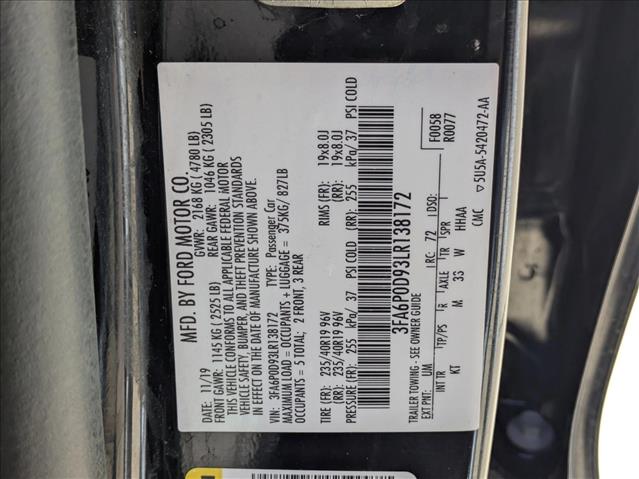 MFD. BY FORD MOTOR CO.
11/19 GVWR: 2168 KG ( 4780 LB)
FRONT GAWR: 1145 KG ( 2525 LB) REAR GAWR: 1046 KG ( 2305 LB)
THIS VEHICLE CONFORMS TO ALL APPLICABLE FEDERAL MOTOR
VEHICLE SAFETY, BUMPER, AND THEFT PREVENTION STANDARDS
IN EFFECT ON THE DATE OF MANUFACTURE SHOWN ABOVE.
VIN: 3FA6P0D93LR138172 TYPE: Passenger Car
MAXIMUM LOAD = OCCUPANTS + LUGGAGE = 375KG/ 827LB
OCCUPANTS = 5 TOTAL; 2 FRONT, 3 REAR
TIRE (FR): 235/40R19 96V RIMS (FR): 19x8.0J
TIRE (RR): 235/40R19 96V (RR): 19x8.0J
PRESSURE (FR): 255 kPa/ 37 PSI COLD (RR): 255 kPa/ 37 PSI COLD
3FA6P0D93LR138172
TRAILER TOWING - SEE OWNER GUIDE F0058
EXT PNT: UM RC: 72 DSO: R0077
INT TR TP/PS R AXLE TR SPR
KT M 33 W HHAA
CMC ▽5U5A-5420472-AA